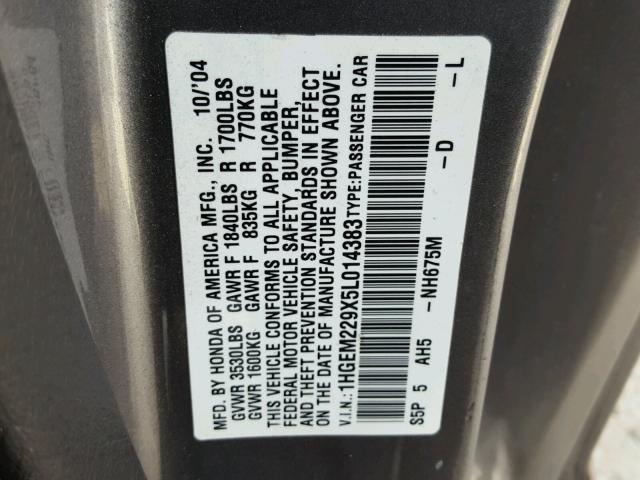 MFD. BY HONDA OF AMERICA MFG., INC. 10/'04
GVWR 3530LBS GAWR F 1840LBS R 1700LBS
GVWR 1600KG GAWR F 835KG R 770KG
THIS VEHICLE CONFORMS TO ALL APPLICABLE
FEDERAL MOTOR VEHICLE SAFETY, BUMPER,
AND THEFT PREVENTION STANDARDS IN EFFECT
ON THE DATE OF MANUFACTURE SHOWN ABOVE.
V.I.N.:1HGEM229X5L014383 TYPE:PASSENGER CAR
S5P 5 AH5 -NH675M -D -L